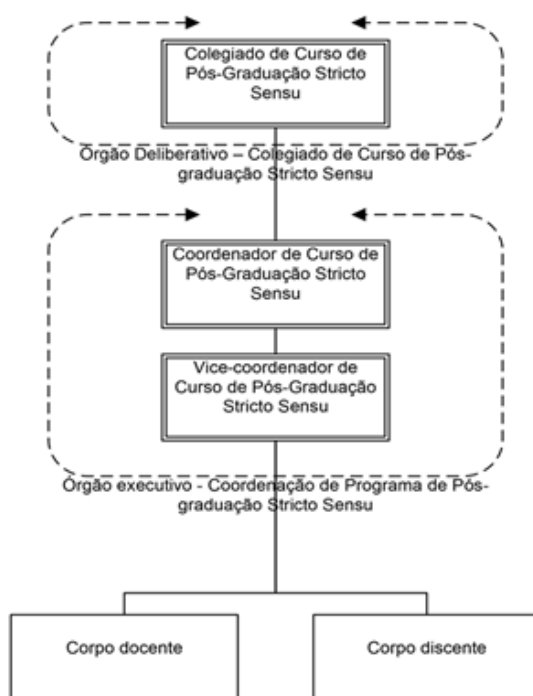 Colegiado de Curso de
Pós-Graduação Stricto
Sensu
Órgão Deliberativo – Colegiado de Curso de Pós-
graduação Stricto Sensu
Coordenador de Curso de
Pós-Graduação Stricto
Sensu
Vice-coordenador de
Curso de Pós-Graduação
Stricto Sensu
Órgão executivo - Coordenação de Programa de Pós-
graduação Stricto Sensu
Corpo docente
Corpo discente